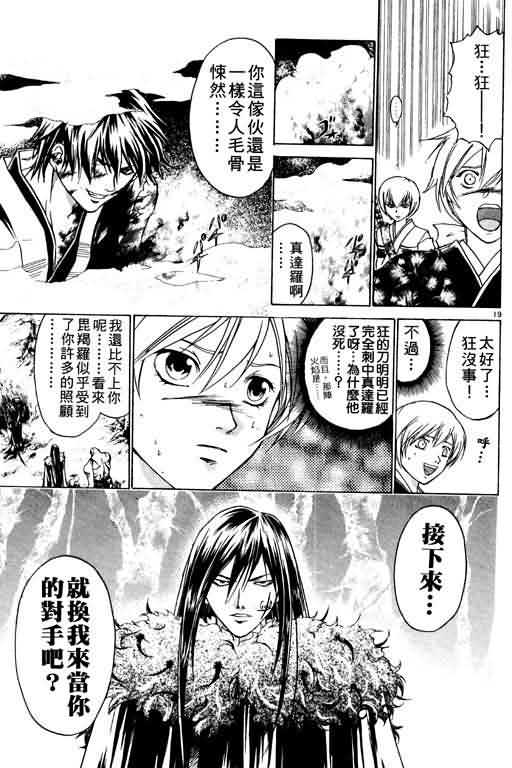 狂…狂！
你這傢伙還是
一樣令人毛骨
悚然………
真達羅啊
………
19
太好了…
狂沒事！
呼…
不過…
狂的刀明明已經
完全刺中真達羅
了呀…為什麼他
沒死……？
而且，那陣
火焰是……
我還比不上你
呢………看來
毘羯羅似乎受到
了你許多的照顧
接下來…
就換我來當你
的對手吧？